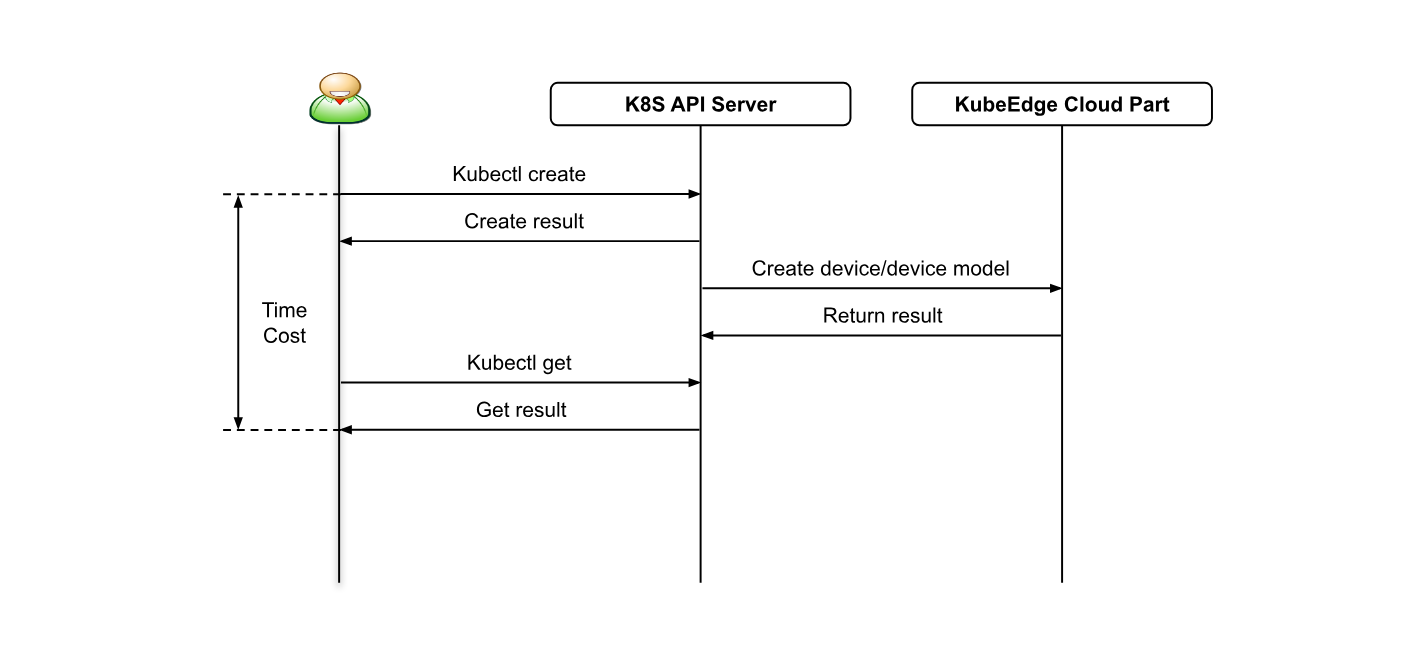 K8S API Server
KubeEdge Cloud Part
Kubectl create
Create result
Create device/device model
Time
Cost
Return result
Kubectl get
Get result